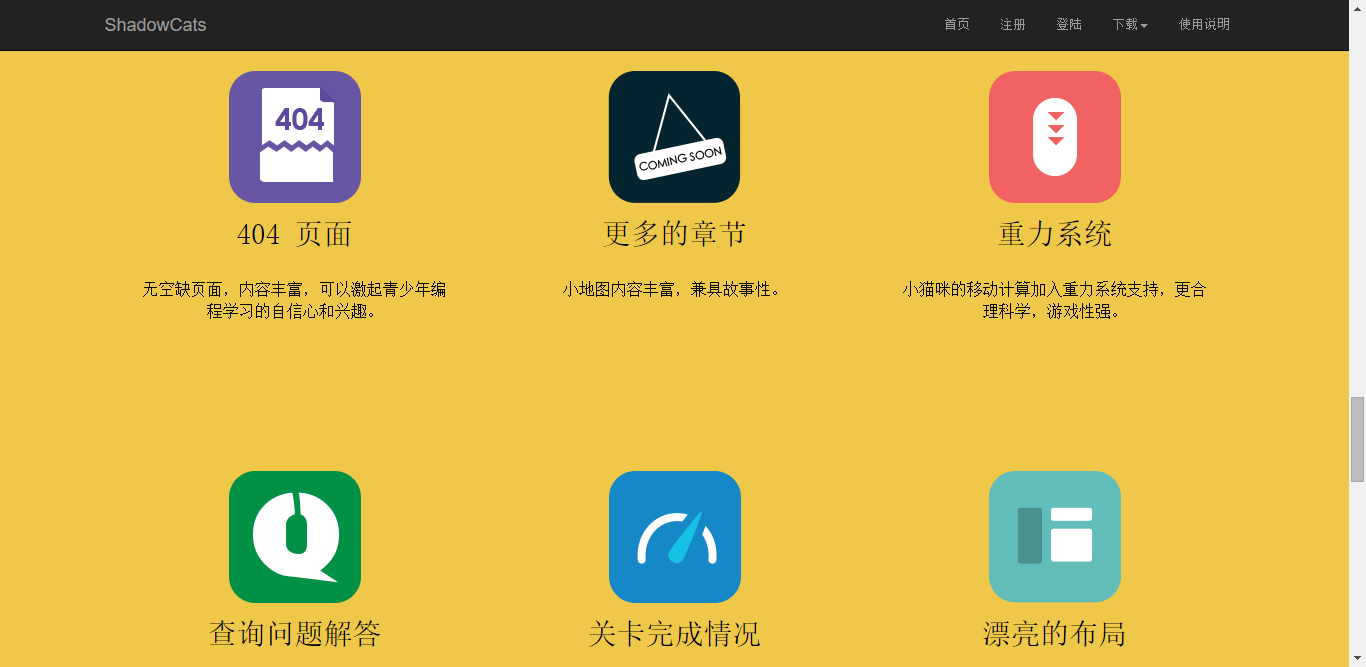 ShadowCats 首页 注册 登陆 下载 使用说明
404
COMING SOON
404 页面
更多的章节
重力系统
无空缺页面，内容丰富，可以激起青少年编
程学习的自信心和兴趣。
小地图内容丰富，兼具故事性。
小猫咪的移动计算加入重力系统支持，更合
理科学，游戏性强。
查询问题解答
关卡完成情况
漂亮的布局